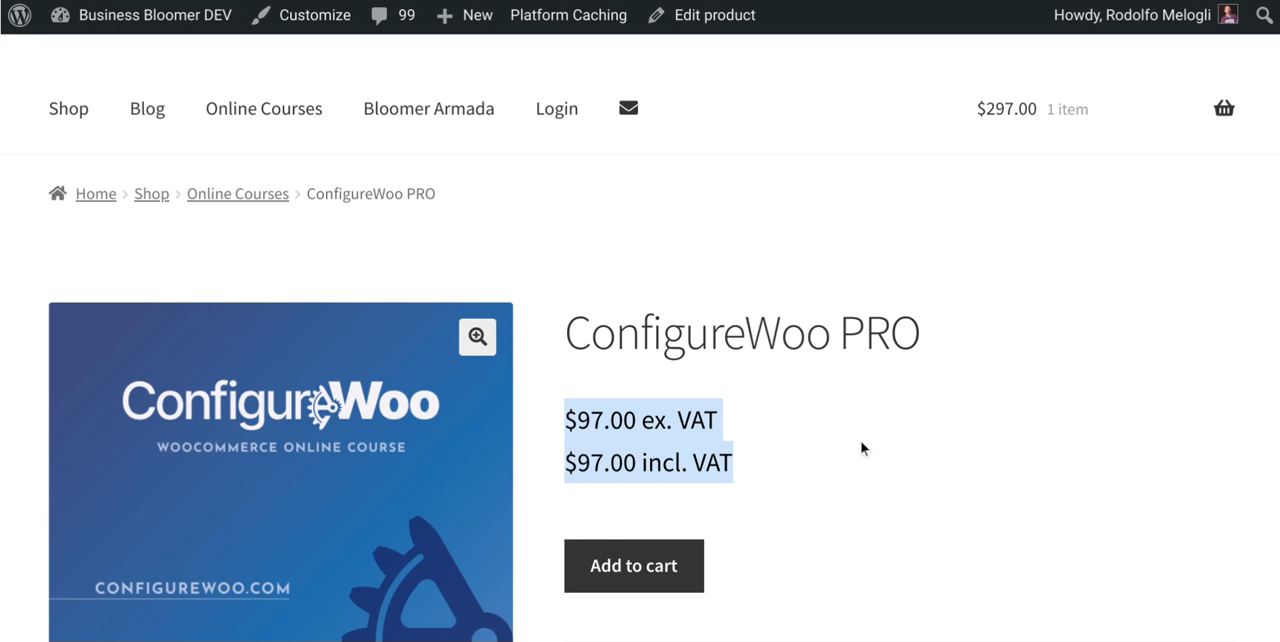 Business Bloomer DEV Customize 99 New Platform Caching Edit product Howdy, Rodolfo Melogli
Shop Blog Online Courses Bloomer Armada Login $297.00 1 item
Home Shop Online Courses ConfigureWoo PRO
ConfigureWoo
WOOCOMMERCE ONLINE COURSE
CONFIGUREWOO.COM
ConfigureWoo PRO
$97.00 ex. VAT
$97.00 incl. VAT
Add to cart